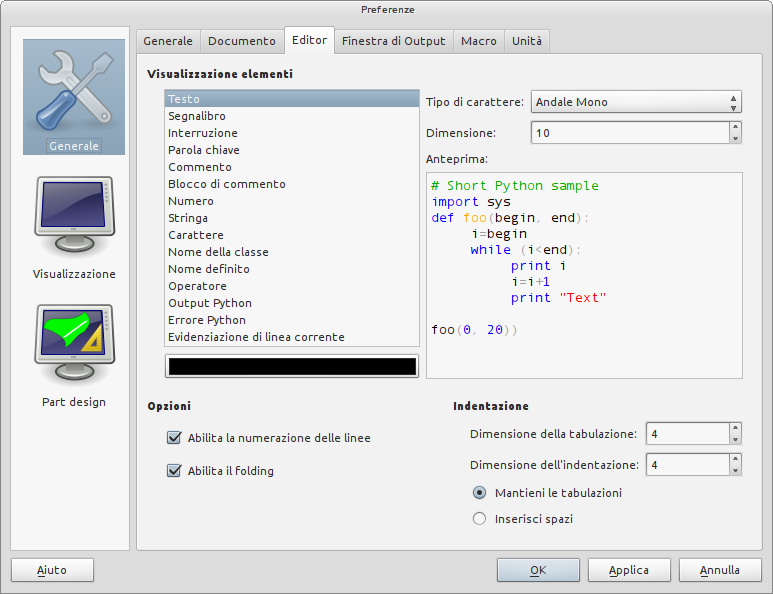 Preferenze
Generale
Visualizzazione
Part design
Generale Documento Editor Finestra di Output Macro Unità
Visualizzazione elementi
Testo
Segnalibro
Interruzione
Parola chiave
Commento
Blocco di commento
Numero
Stringa
Carattere
Nome della classe
Nome definito
Operatore
Output Python
Errore Python
Evidenziazione di linea corrente
Tipo di carattere: Andale Mono
Dimensione: 10
Anteprima:
# Short Python sample
import sys
def foo(begin, end):
i=begin
while (i<end):
print i
i=i+1
print "Text"
foo(0, 20))
Opzioni
Abilita la numerazione delle linee
Abilita il folding
Indentazione
Dimensione della tabulazione: 4
Dimensione dell'indentazione: 4
Mantieni le tabulazioni
Inserisci spazi
Aiuto OK Applica Annulla